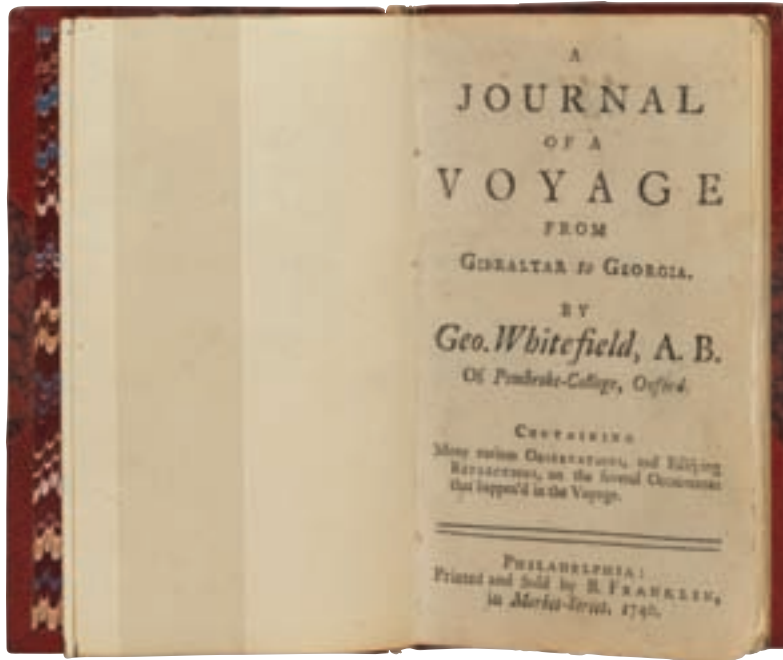 A
JOURNAL
OF A
VOYAGE
FROM
GIBRALTAR to GEORGIA.
BY
Geo. Whitefield, A. B.
Of Pembroke-College, Oxford.
CONTAINING
Many curious OBSERVATIONS, and Edifying
REFLECTIONS, on the several Occurrences
that happen'd in the Voyage.
PHILADELPHIA:
Printed and Sold by B. FRANKLIN,
in Market-Street. 1740.